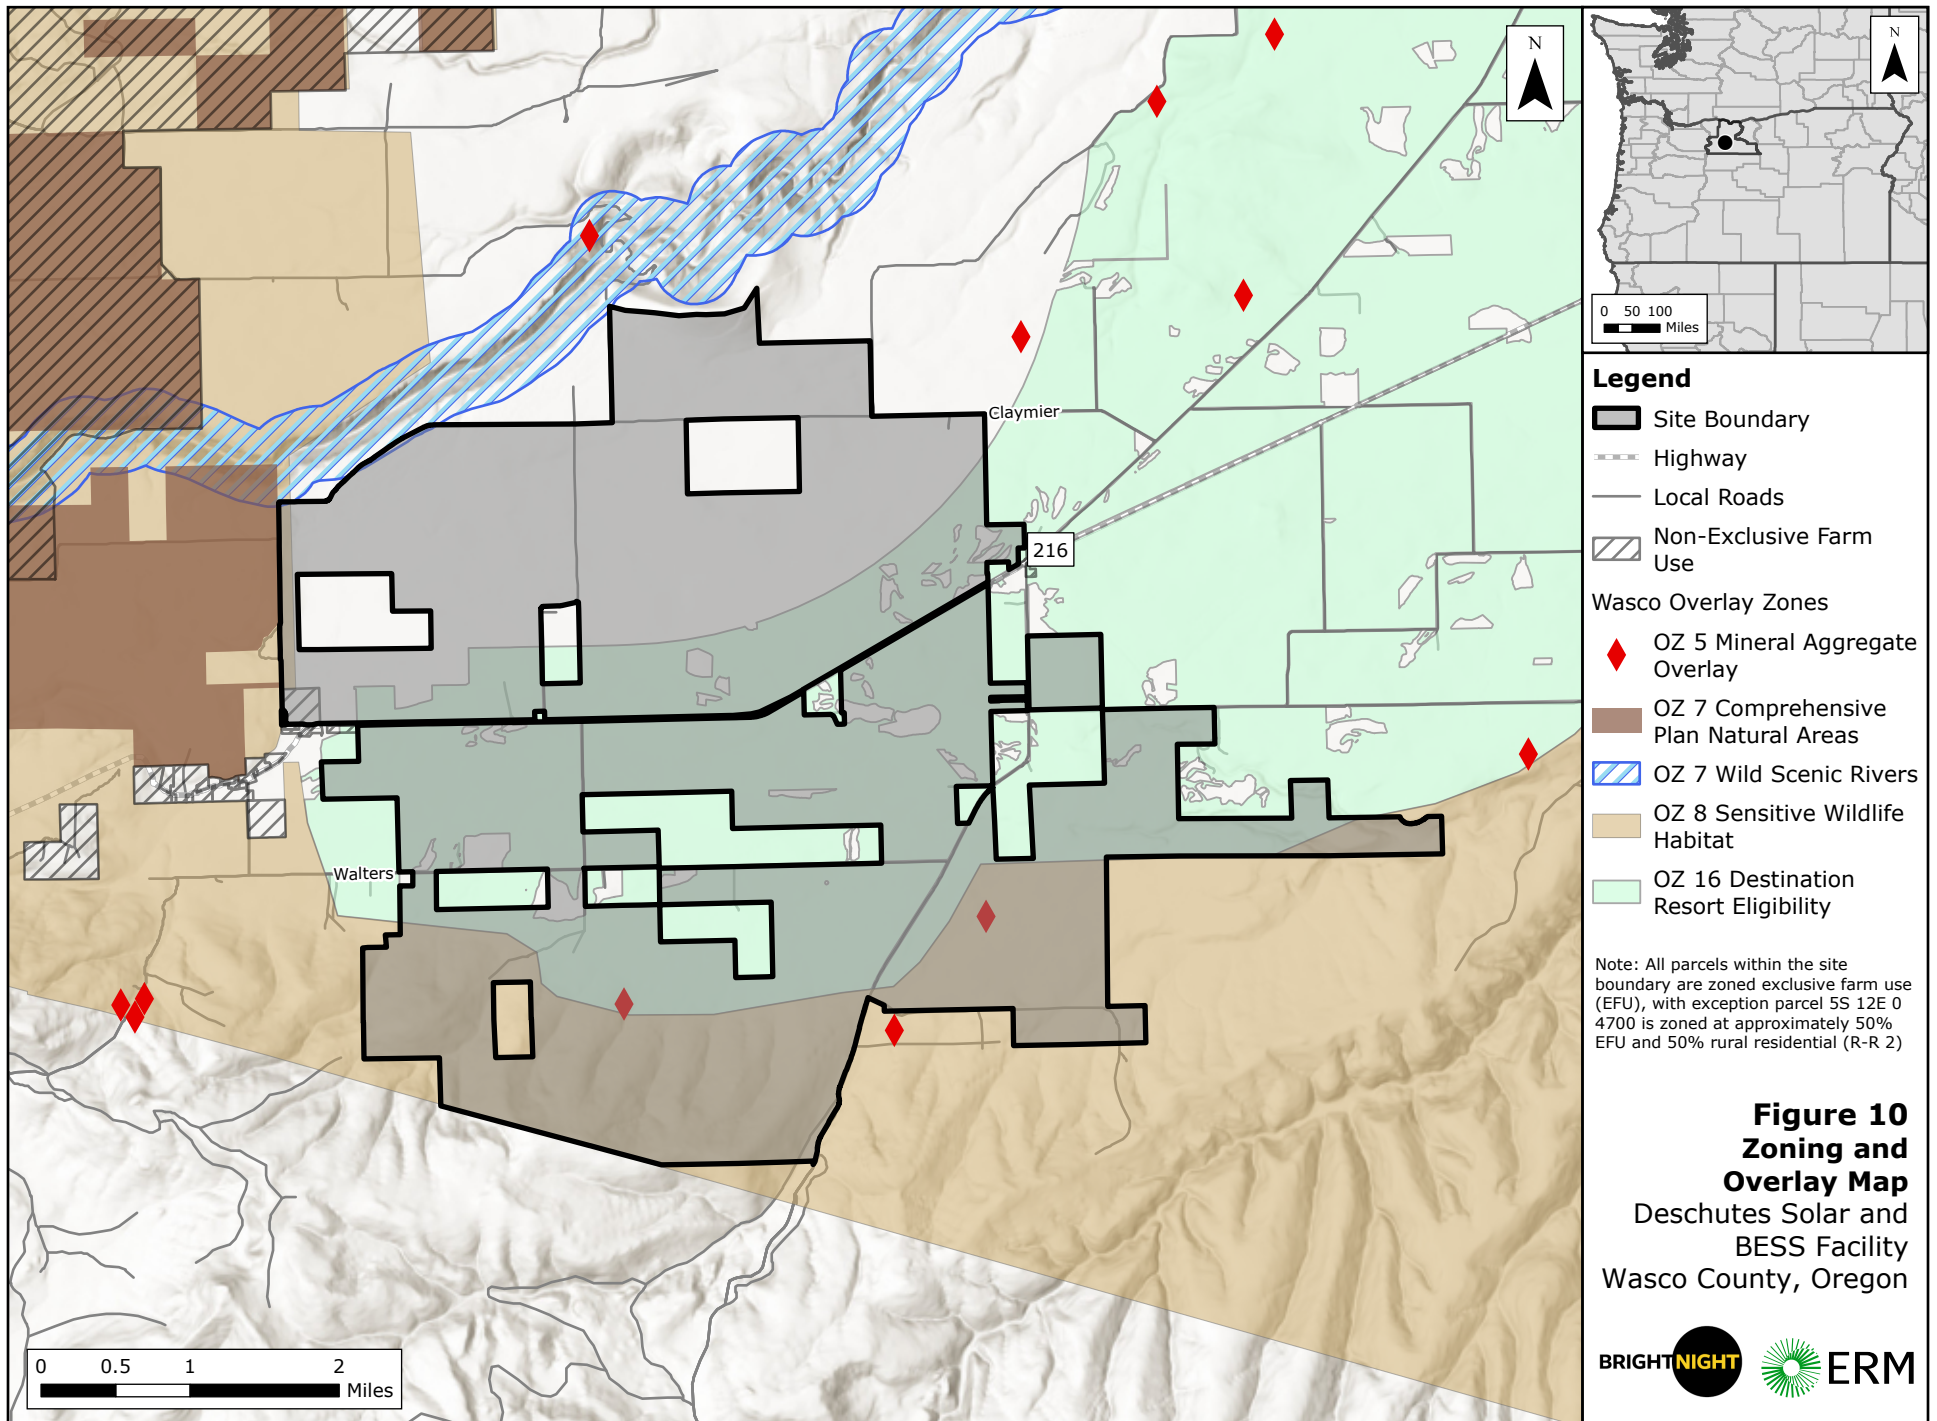 N
Claymier
216
Walters
0 0.5 1 2
Miles
N
0 50 100
Miles
Legend
Site Boundary
Highway
Local Roads
Non-Exclusive Farm
Use
Wasco Overlay Zones
OZ 5 Mineral Aggregate
Overlay
OZ 7 Comprehensive
Plan Natural Areas
OZ 7 Wild Scenic Rivers
OZ 8 Sensitive Wildlife
Habitat
OZ 16 Destination
Resort Eligibility
Note: All parcels within the site
boundary are zoned exclusive farm use
(EFU), with exception parcel 5S 12E 0
4700 is zoned at approximately 50%
EFU and 50% rural residential (R-R 2)
Figure 10
Zoning and
Overlay Map
Deschutes Solar and
BESS Facility
Wasco County, Oregon
BRIGHTNIGHT
ERM